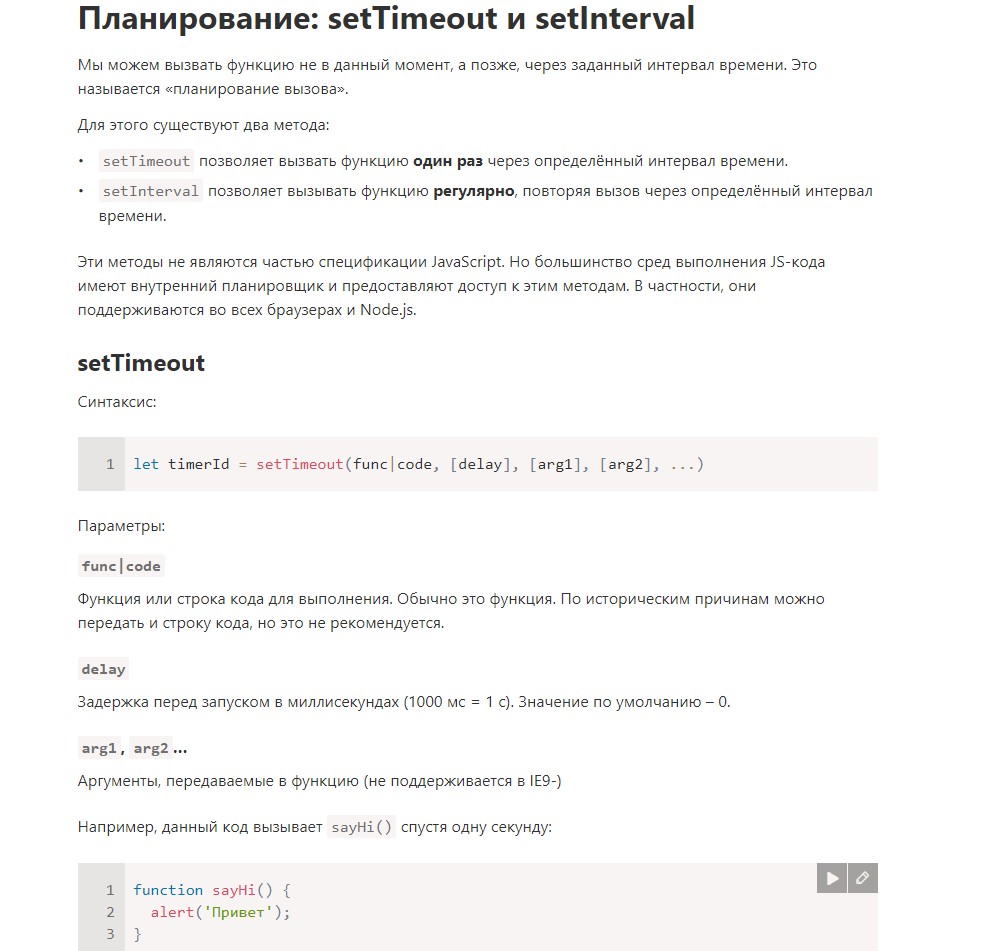 Планирование: setTimeout и setInterval
Мы можем вызвать функцию не в данный момент, а позже, через заданный интервал времени. Это
называется «планирование вызова».
Для этого существуют два метода:
• setTimeout позволяет вызвать функцию один раз через определённый интервал времени.
• setInterval позволяет вызывать функцию регулярно, повторяя вызов через определённый интервал
времени.
Эти методы не являются частью спецификации JavaScript. Но большинство сред выполнения JS-кода
имеют внутренний планировщик и предоставляют доступ к этим методам. В частности, они
поддерживаются во всех браузерах и Node.js.
setTimeout
Синтаксис:
1 let timerId = setTimeout(func|code, [delay], [arg1], [arg2], ...)
Параметры:
func|code
Функция или строка кода для выполнения. Обычно это функция. По историческим причинам можно
передать и строку кода, но это не рекомендуется.
delay
Задержка перед запуском в миллисекундах (1000 мс = 1 с). Значение по умолчанию – 0.
arg1, arg2…
Аргументы, передаваемые в функцию (не поддерживается в IE9-)
Например, данный код вызывает sayHi() спустя одну секунду:
1 function sayHi() {
2 alert('Привет');
3 }